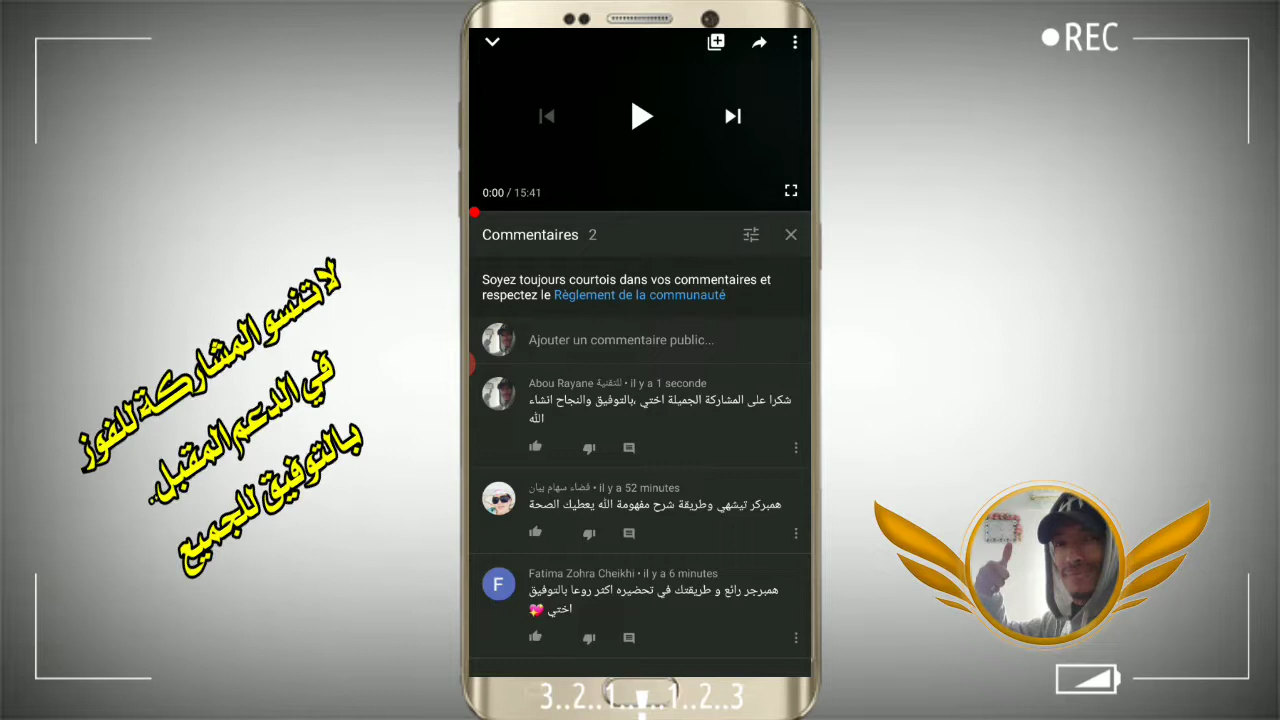 REC
0:00 / 15:41
Commentaires 2
Soyez toujours courtois dans vos commentaires et
respectez le Règlement de la communauté
Ajouter un commentaire public...
Abou Rayane للتقنية • il y a 1 seconde
شكرا على المشاركة الجميلة اختي ،بالتوفيق والنجاح انشاء
الله
فضاء سهام بيان • il y a 52 minutes
همبركر تيشهي وطريقة شرح مفهومة الله يعطيك الصحة
F
Fatima Zohra Cheikhi • il y a 6 minutes
همبرجر رائع و طريقتك في تحضيره اكثر روعا بالتوفيق
اختي 💖
لا تنسو المشاركة للفوز
في الدعم المقبل..
بالتوفيق للجميع
3..2..1..ا..1..2..3